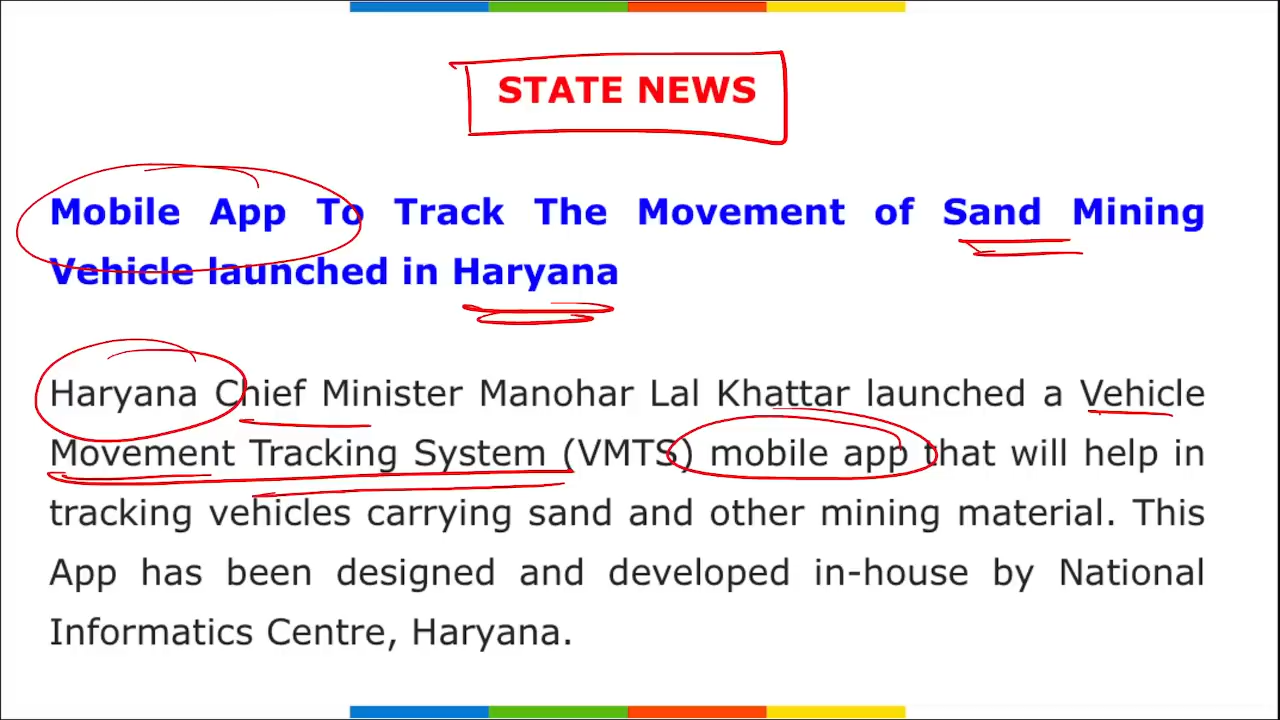 STATE NEWS
Mobile App To Track The Movement of Sand Mining
Vehicle launched in Haryana
Haryana Chief Minister Manohar Lal Khattar launched a Vehicle
Movement Tracking System (VMTS) mobile app that will help in
tracking vehicles carrying sand and other mining material. This
App has been designed and developed in-house by National
Informatics Centre, Haryana.